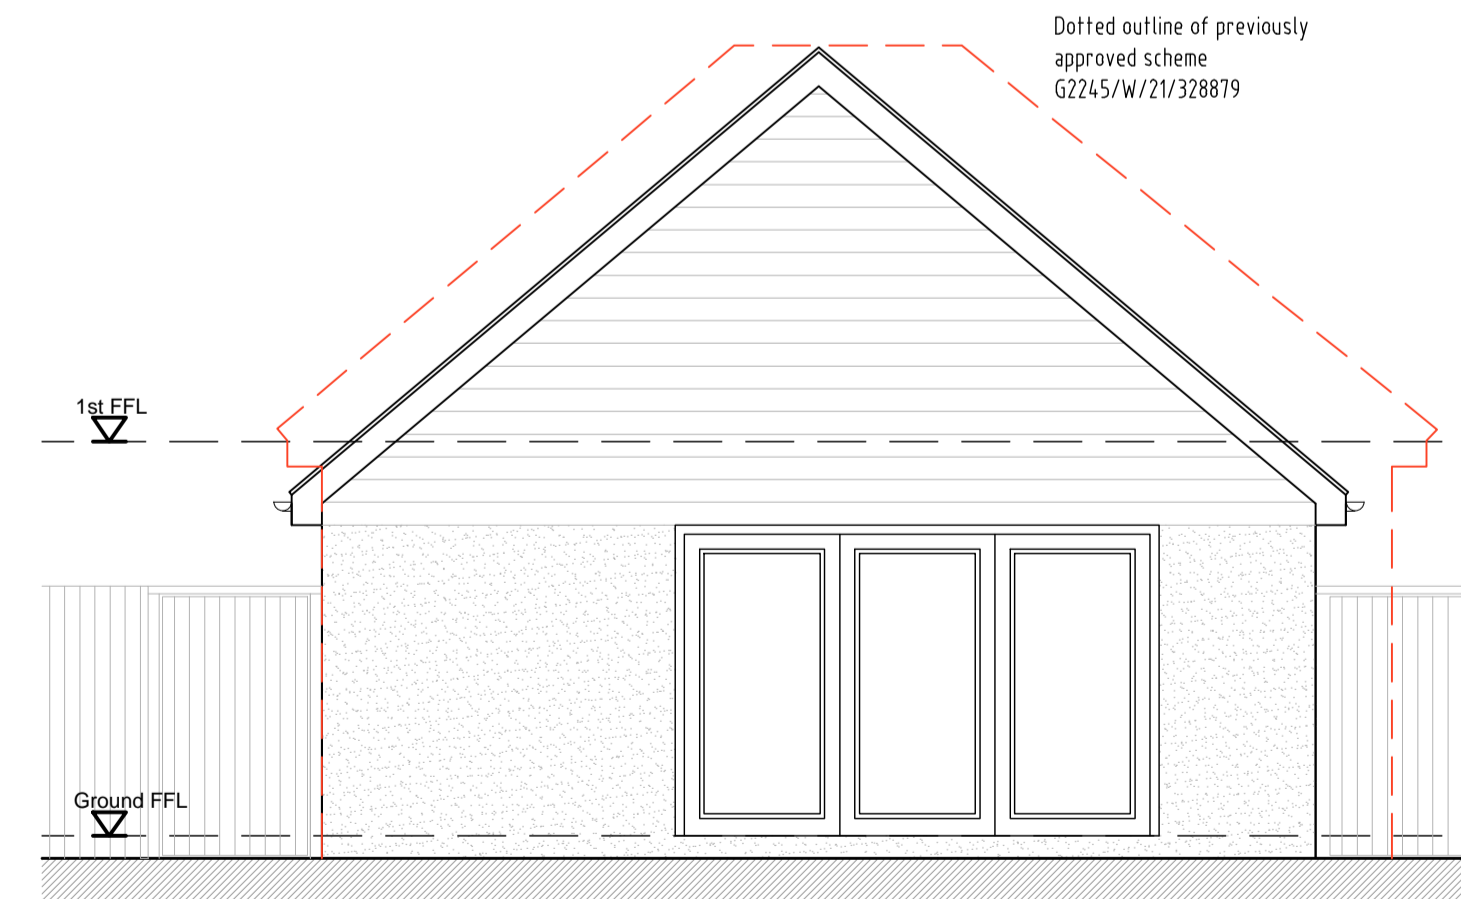 Dotted outline of previously
approved scheme
G2245/W/21/328879
1st FFL
Ground FFL